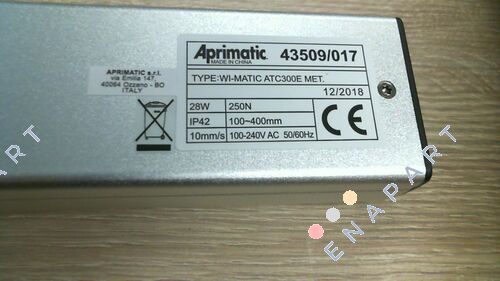 Aprimatic 43509/017
MADE IN CHINA
TYPE:WI-MATIC ATC300E MET.
12/2018
28W 250N
IP42 100~400mm
10mm/s 100-240V AC 50/60Hz
CE
APRIMATIC s.r.l.
via Emilia 147,
40064 Ozzano - BO
ITALY
ENAPART
ENAPART